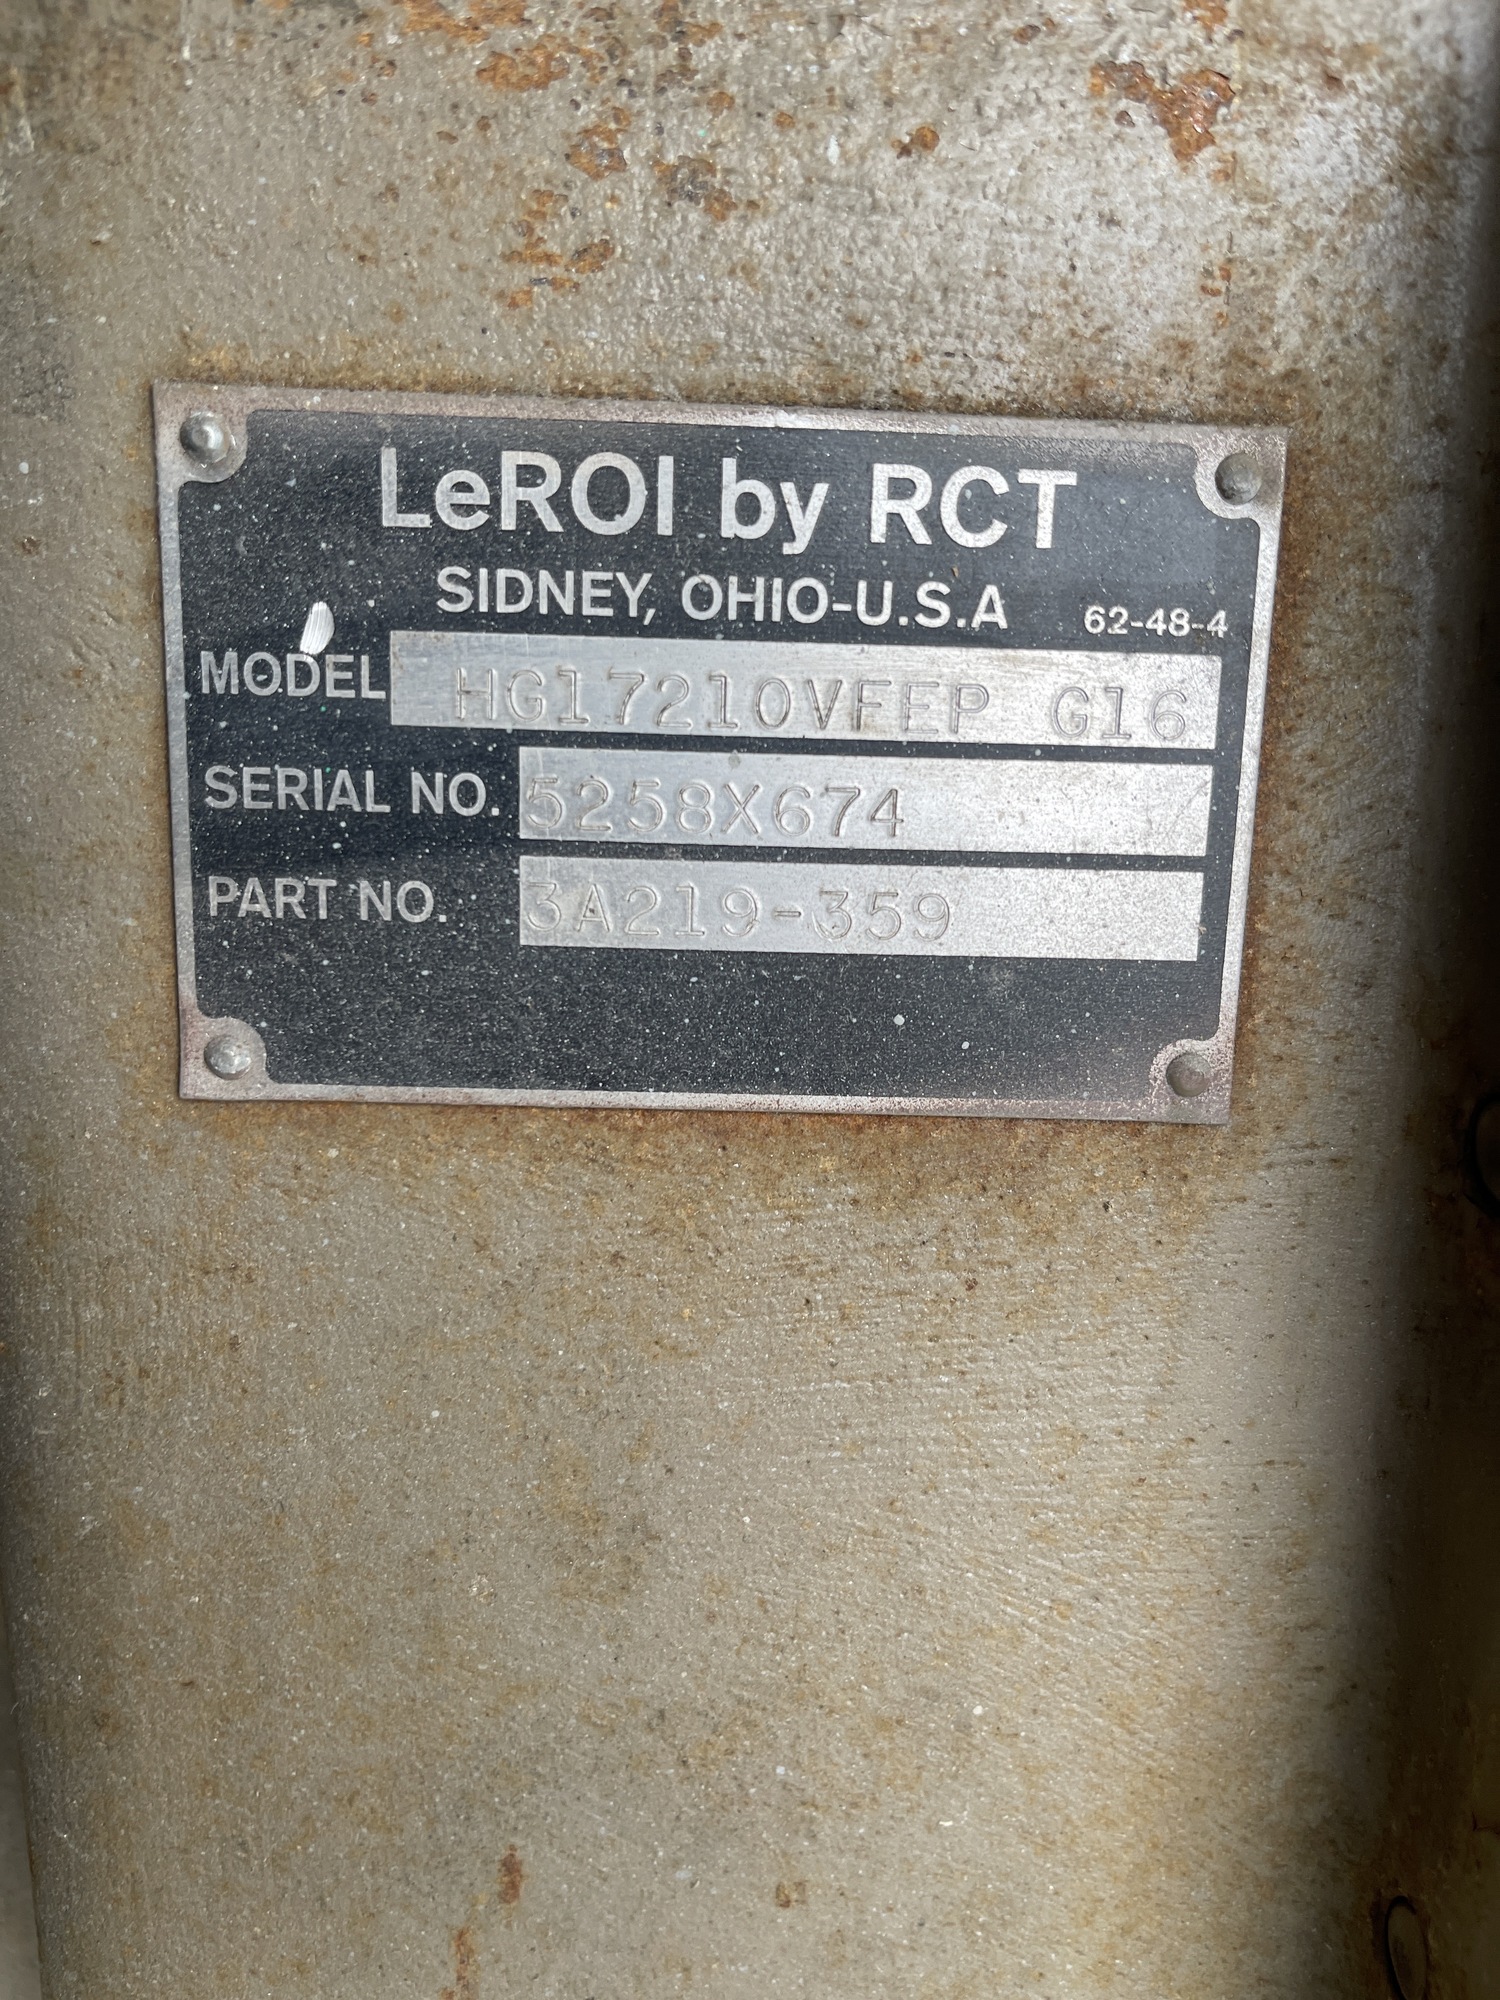 LeROI by RCT
SIDNEY, OHIO-U.S.A
62-48-4
MODEL HG17210VFEP G16
SERIAL NO. 5258X674
PART NO. 3A219-359